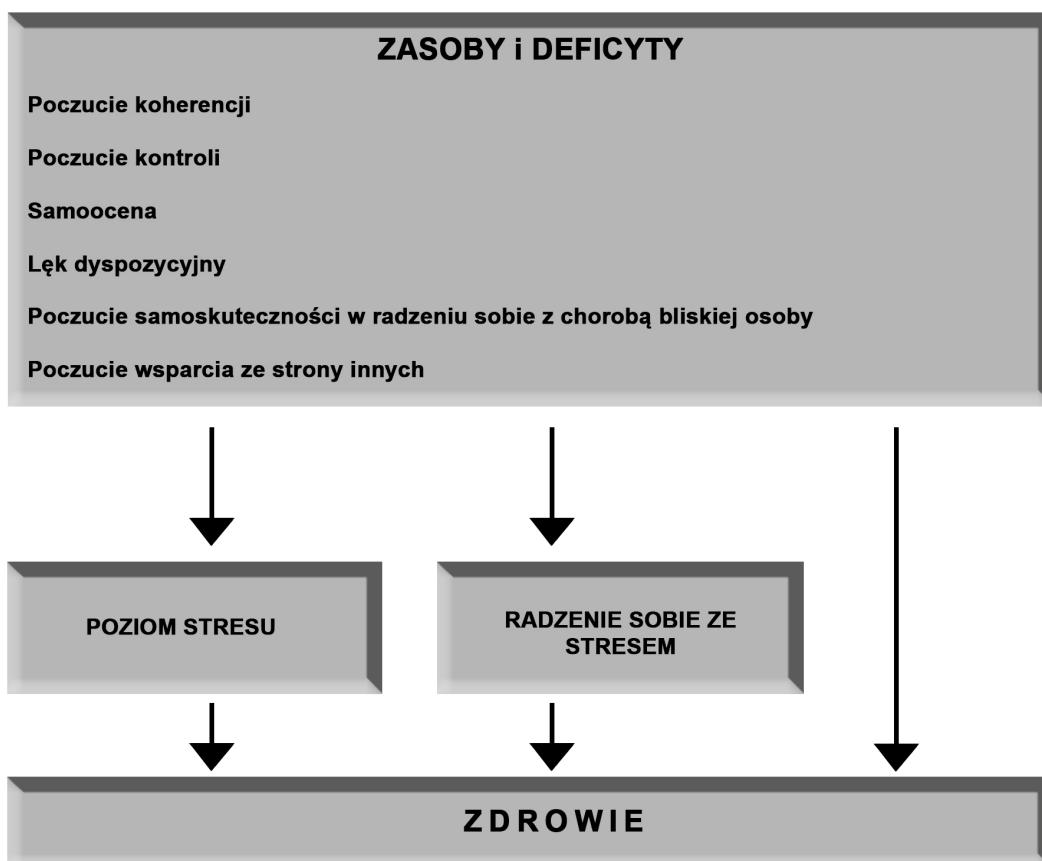 ZASOBY i DEFICYTY
Poczucie koherencji
Poczucie kontroli
Samoocena
Lęk dyspozycyjny
Poczucie samoskuteczności w radzeniu sobie z chorobą bliskiej osoby
Poczucie wsparcia ze strony innych
POZIOM STRESU
RADZENIE SOBIE ZE
STRESEM
ZDROWIE